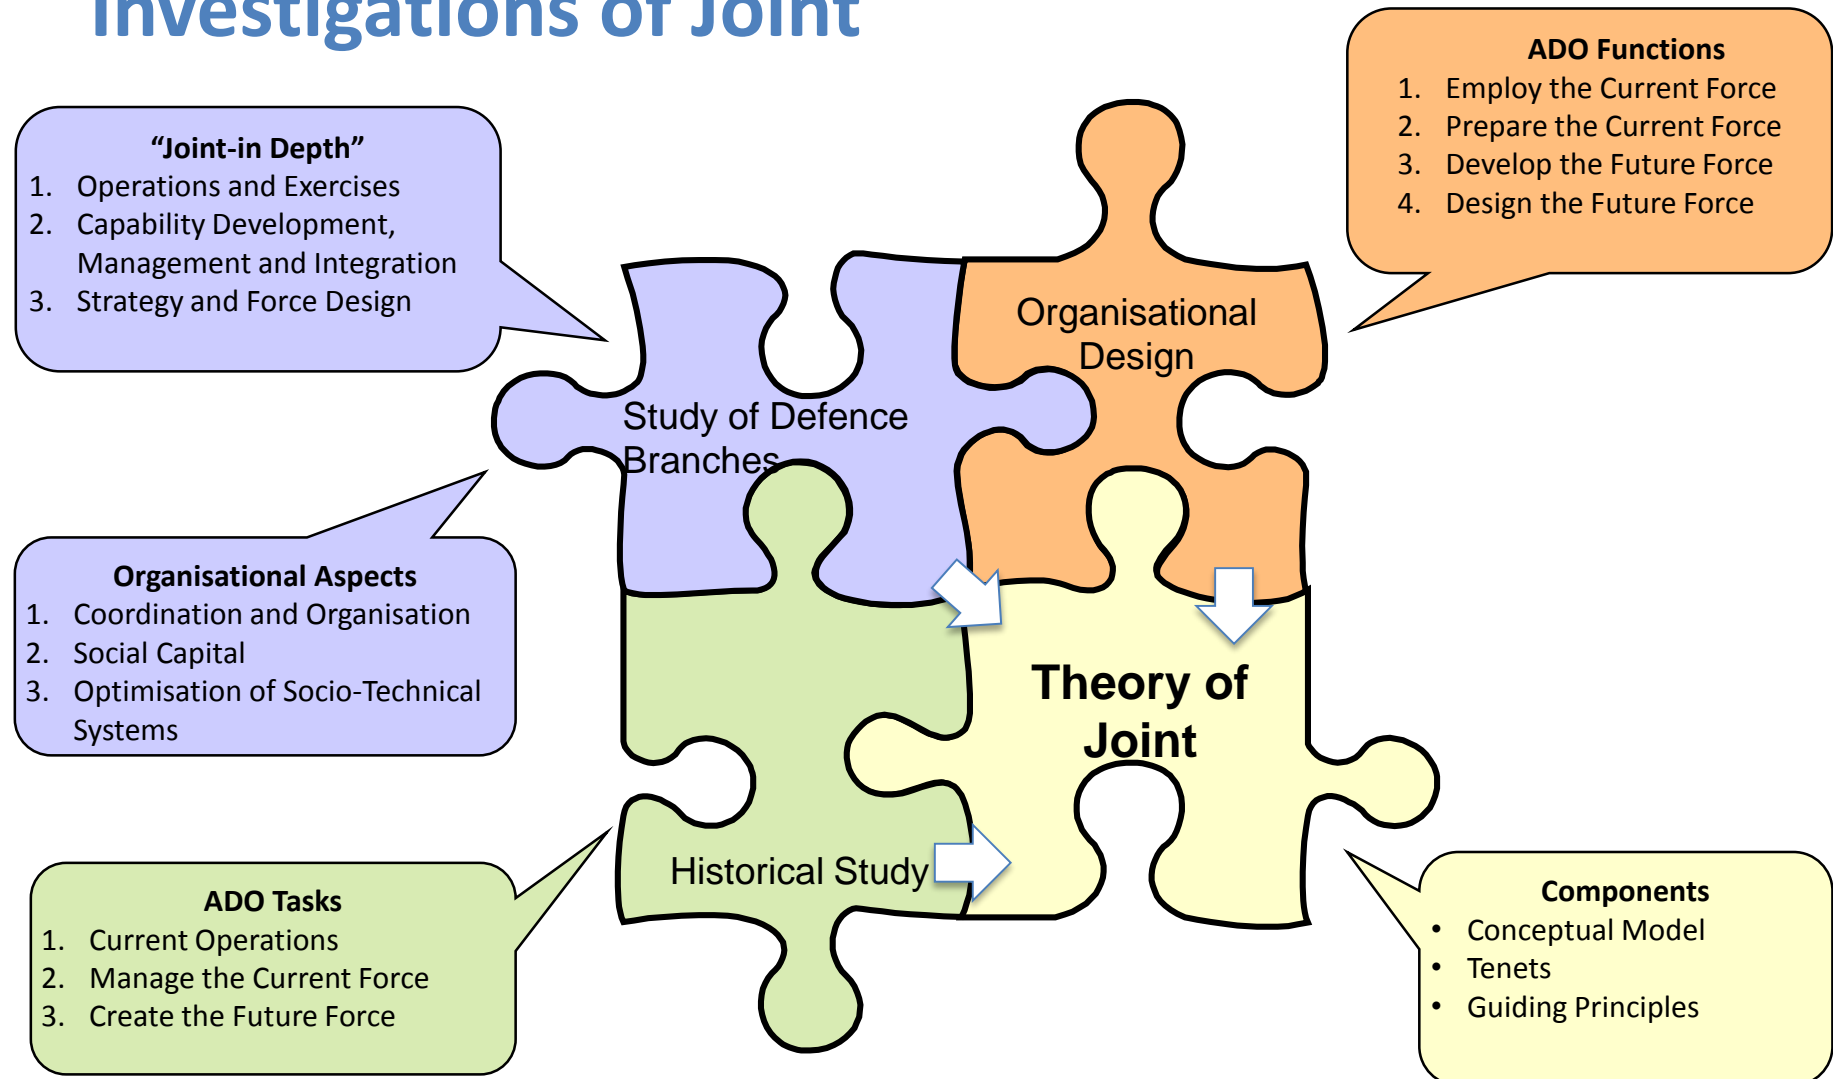 Investigations of Joint
“Joint-in Depth”
1. Operations and Exercises
2. Capability Development,
Management and Integration
3. Strategy and Force Design
ADO Functions
1. Employ the Current Force
2. Prepare the Current Force
3. Develop the Future Force
4. Design the Future Force
Organisational
Design
Study of Defence
Branches
Organisational Aspects
1. Coordination and Organisation
2. Social Capital
3. Optimisation of Socio-Technical
Systems
Theory of
Joint
Historical Study
ADO Tasks
1. Current Operations
2. Manage the Current Force
3. Create the Future Force
Components
• Conceptual Model
• Tenets
• Guiding Principles